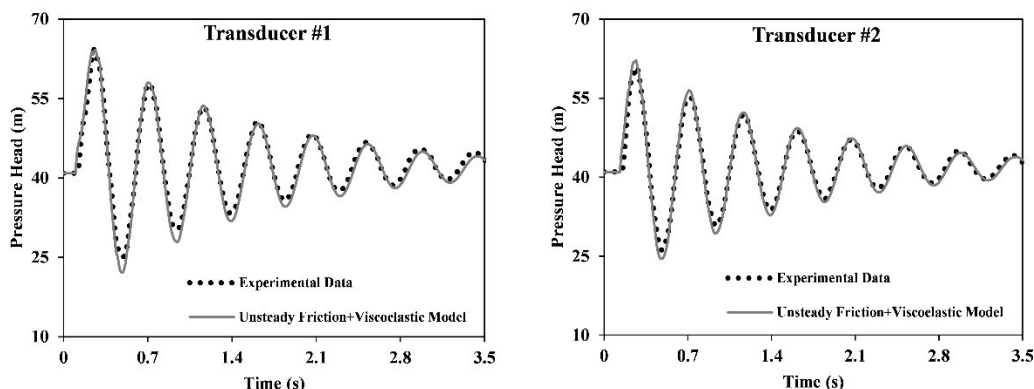 Transducer #1
Pressure Head (m)
70
55
40
25
10
Experimental Data
Unsteady Friction+Viscoelastic Model
0
0.7
1.4
2.1
2.8
3.5
Time (s)
Transducer #2
Pressure Head (m)
70
55
40
25
10
Experimental Data
Unsteady Friction+Viscoelastic Model
0
0.7
1.4
2.1
2.8
3.5
Time (s)